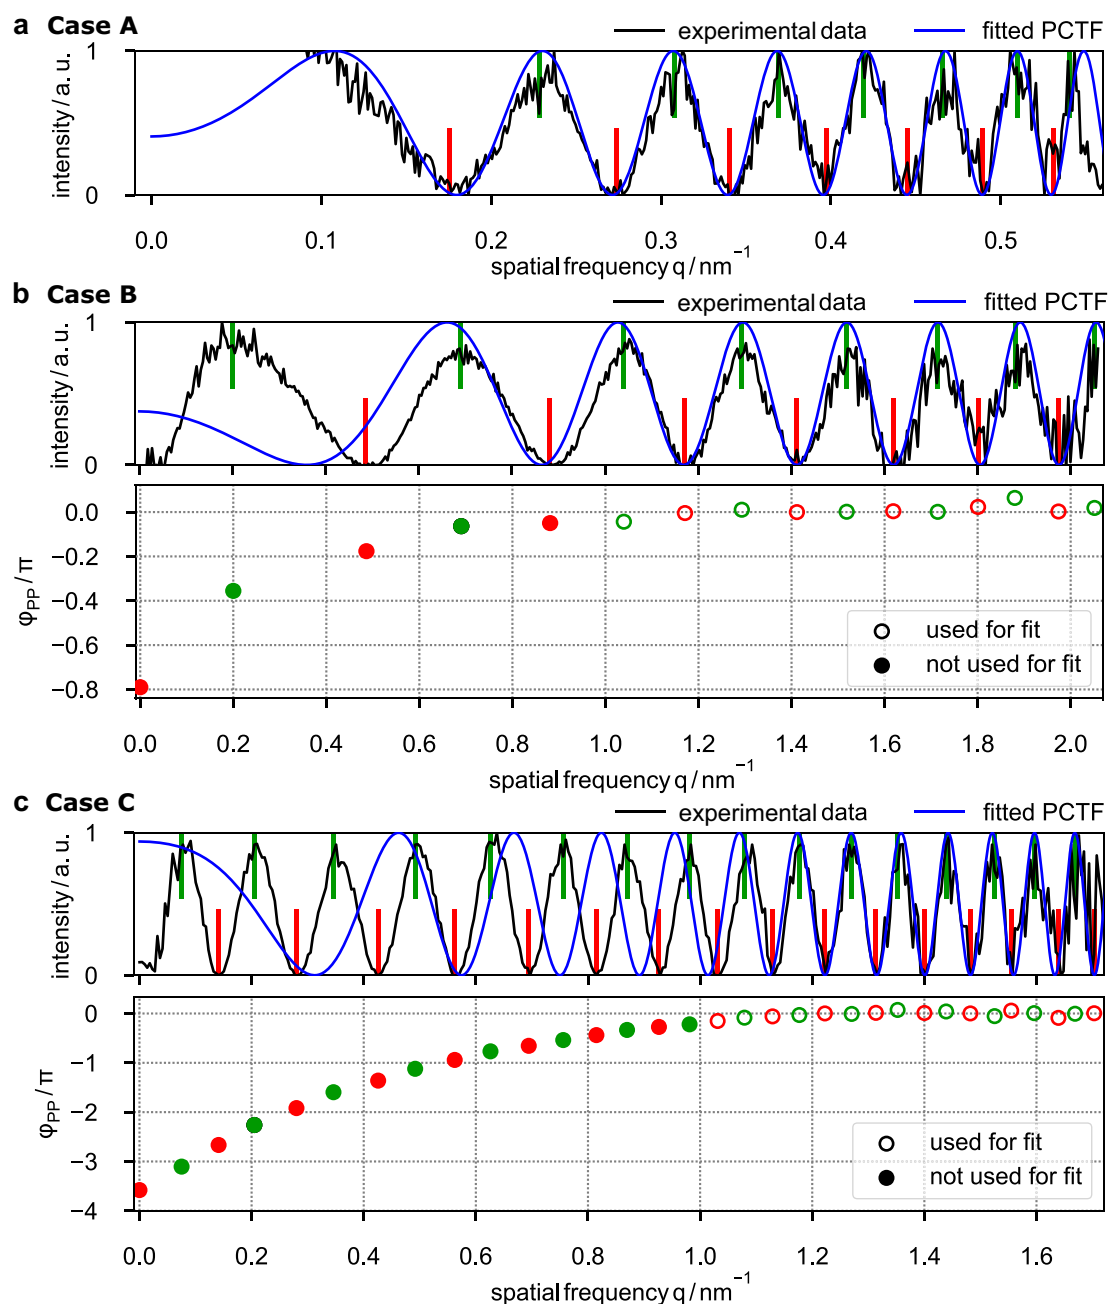 a Case A
experimental data
fitted PCTF
intensity / a. u.
1
0
0.0 0.1 0.2 0.3 0.4 0.5
spatial frequency q / nm⁻¹
b Case B
experimental data
fitted PCTF
intensity / a. u.
1
0
φPP / π
0.0
−0.2
−0.4
−0.6
−0.8
used for fit
not used for fit
0.0 0.2 0.4 0.6 0.8 1.0 1.2 1.4 1.6 1.8 2.0
spatial frequency q / nm⁻¹
c Case C
experimental data
fitted PCTF
intensity / a. u.
1
0
φPP / π
0
−1
−2
−3
−4
used for fit
not used for fit
0.0 0.2 0.4 0.6 0.8 1.0 1.2 1.4 1.6
spatial frequency q / nm⁻¹